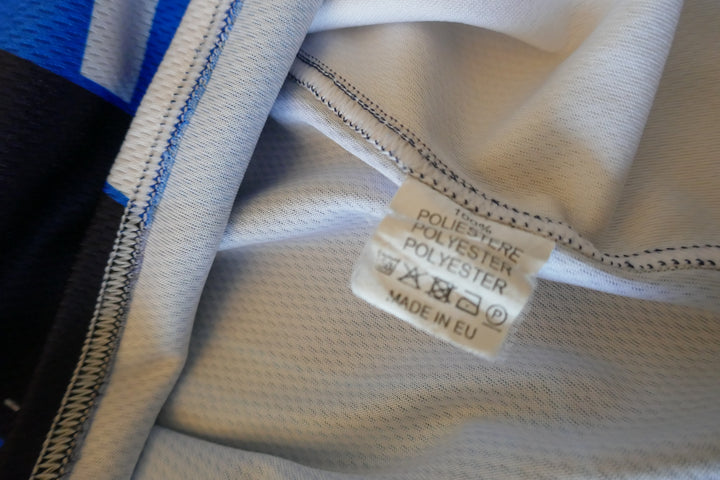 100%
POLIESTERE
POLYESTER
POLYESTER
P
MADE IN EU